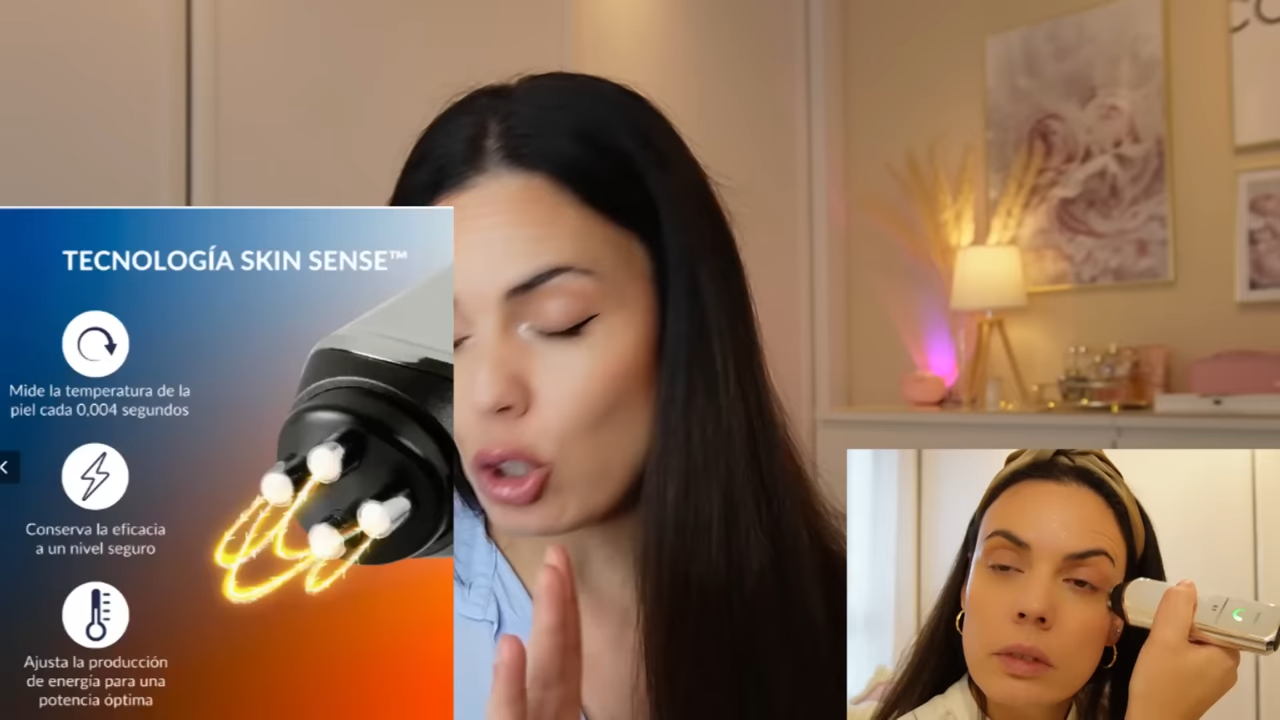 TECNOLOGÍA SKIN SENSE™
Mide la temperatura de la
piel cada 0,004 segundos
Conserva la eficacia
a un nivel seguro
Ajusta la producción
de energía para una
potencia óptima